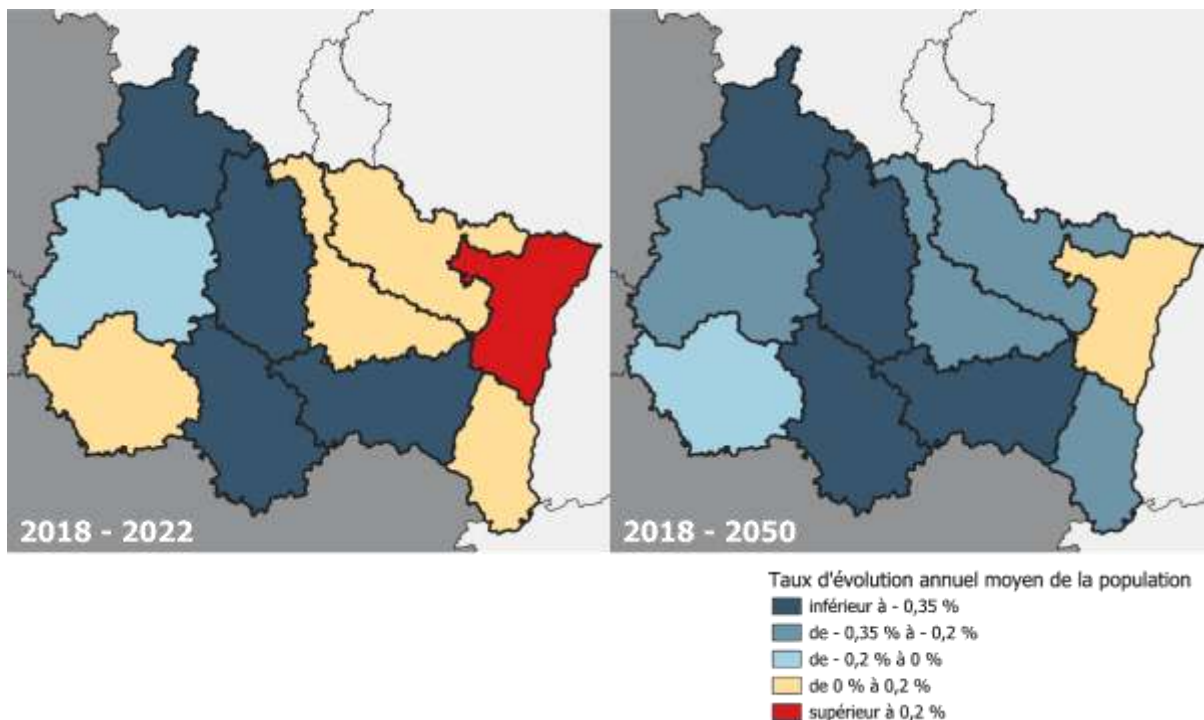 2018 - 2022
2018 - 2050
Taux d'évolution annuel moyen de la population
inférieur à - 0,35 %
de - 0,35 % à - 0,2 %
de - 0,2 % à 0 %
de 0 % à 0,2 %
supérieur à 0,2 %